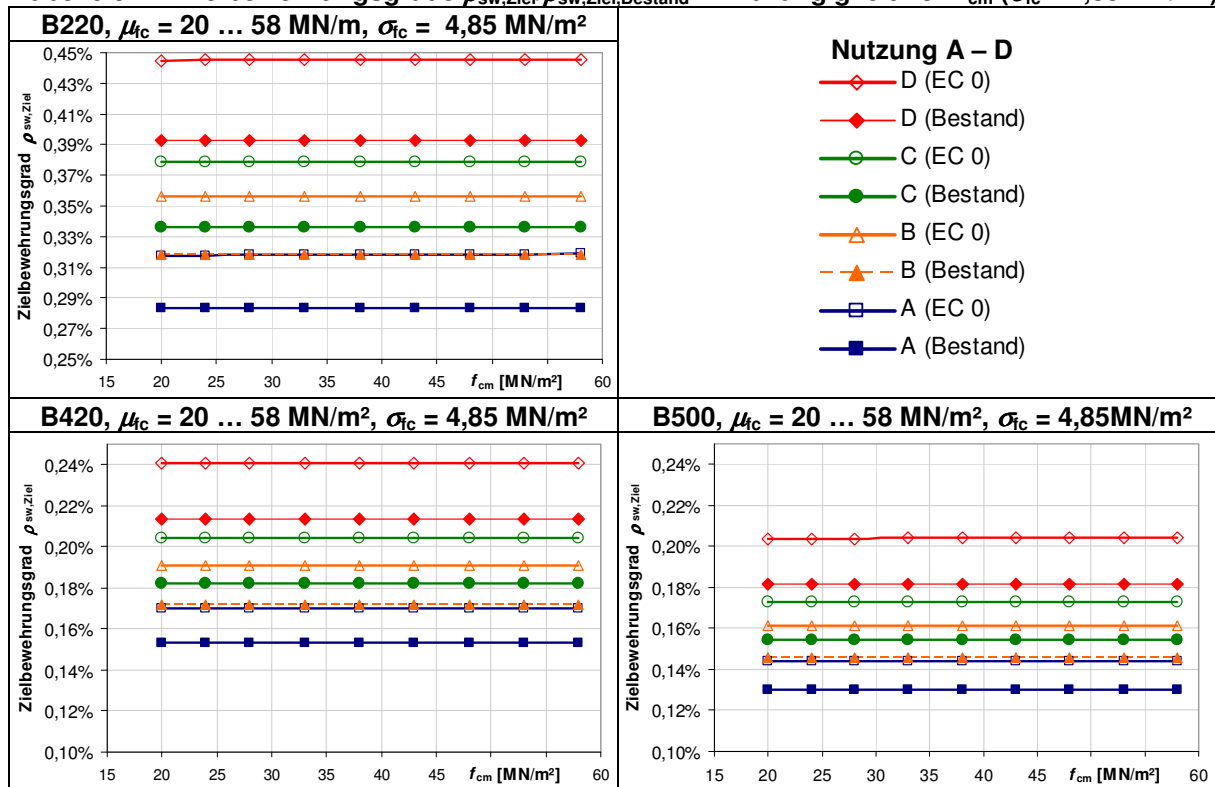 B220, μfc = 20 … 58 MN/m, σfc = 4,85 MN/m²
Zielbewehrungsgrad ρ sw,Ziel
0,45%
0,43%
0,41%
0,39%
0,37%
0,35%
0,33%
0,31%
0,29%
0,27%
0,25%
15 20 25 30 35 40 45 fcm [MN/m²] 60
Nutzung A – D
D (EC 0)
D (Bestand)
C (EC 0)
C (Bestand)
B (EC 0)
B (Bestand)
A (EC 0)
A (Bestand)
B420, μfc = 20 … 58 MN/m², σfc = 4,85 MN/m²
Zielbewehrungsgrad ρ sw,Ziel
0,24%
0,22%
0,20%
0,18%
0,16%
0,14%
0,12%
0,10%
15 20 25 30 35 40 45 fcm [MN/m²] 60
B500, μfc = 20 … 58 MN/m², σfc = 4,85MN/m²
Zielbewehrungsgrad ρ sw,Ziel
0,24%
0,22%
0,20%
0,18%
0,16%
0,14%
0,12%
0,10%
15 20 25 30 35 40 45 fcm [MN/m²] 60